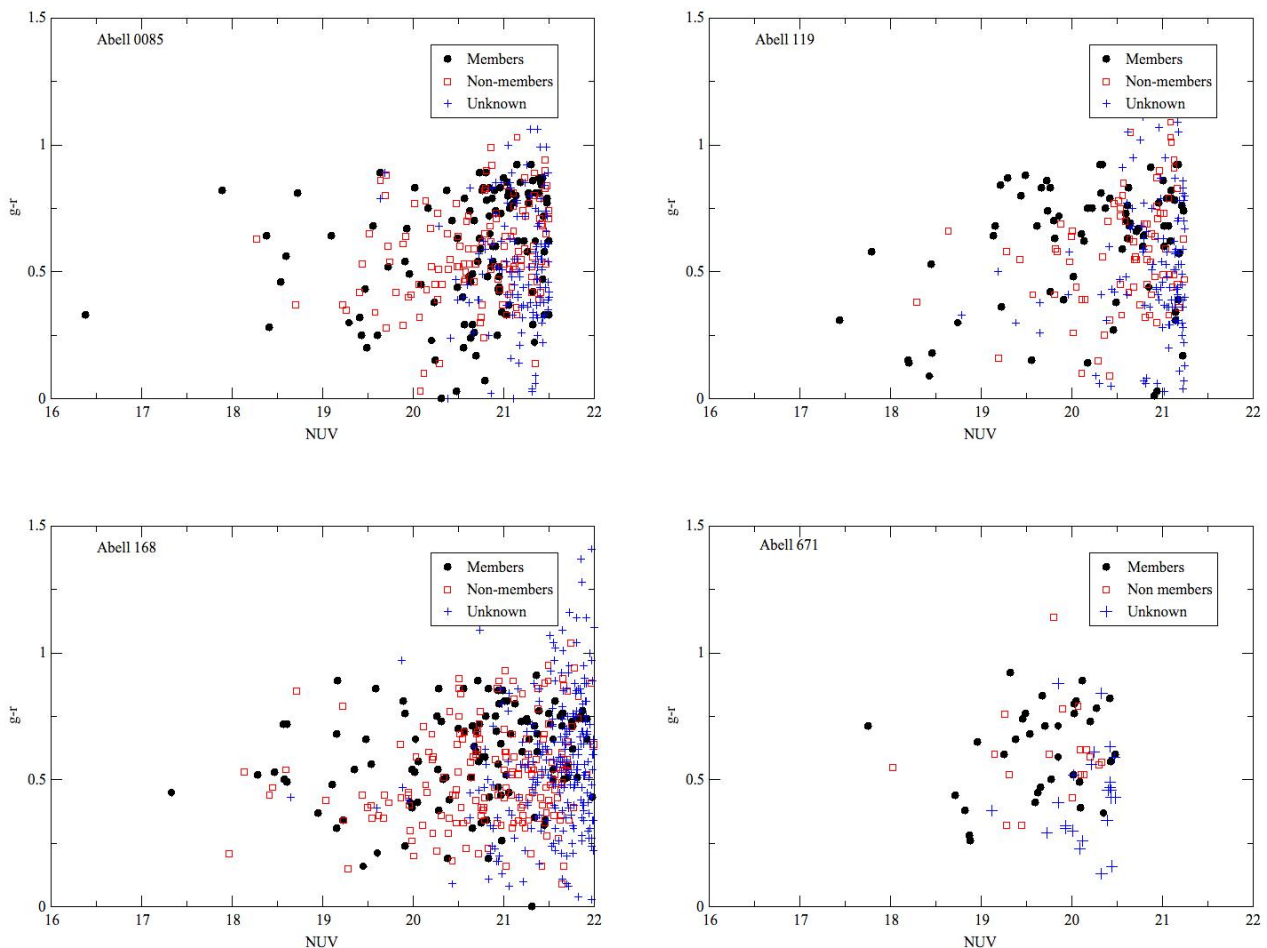 1.5
Abell 0085
Members
Non-members
Unknown
1
g-r
0.5
0
16 17 18 19 20 21 22
NUV
1.5
Abell 119
Members
Non-members
Unknown
1
g-r
0.5
0
16 17 18 19 20 21 22
NUV
1.5
Abell 168
Members
Non-members
Unknown
1
g-r
0.5
0
16 17 18 19 20 21 22
NUV
1.5
Abell 671
Members
Non members
Unknown
1
g-r
0.5
0
16 17 18 19 20 21 22
NUV